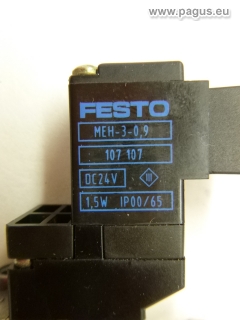 © www.pagus.eu
FESTO
MEH-3-0,9
107 107
DC24V
1,5W IP00/65